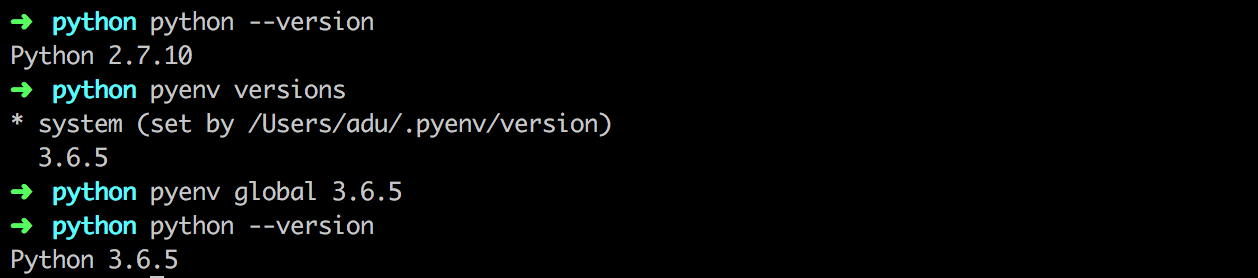 ➜ python python --version
Python 2.7.10
➜ python pyenv versions
* system (set by /Users/adu/.pyenv/version)
  3.6.5
➜ python pyenv global 3.6.5
➜ python python --version
Python 3.6.5